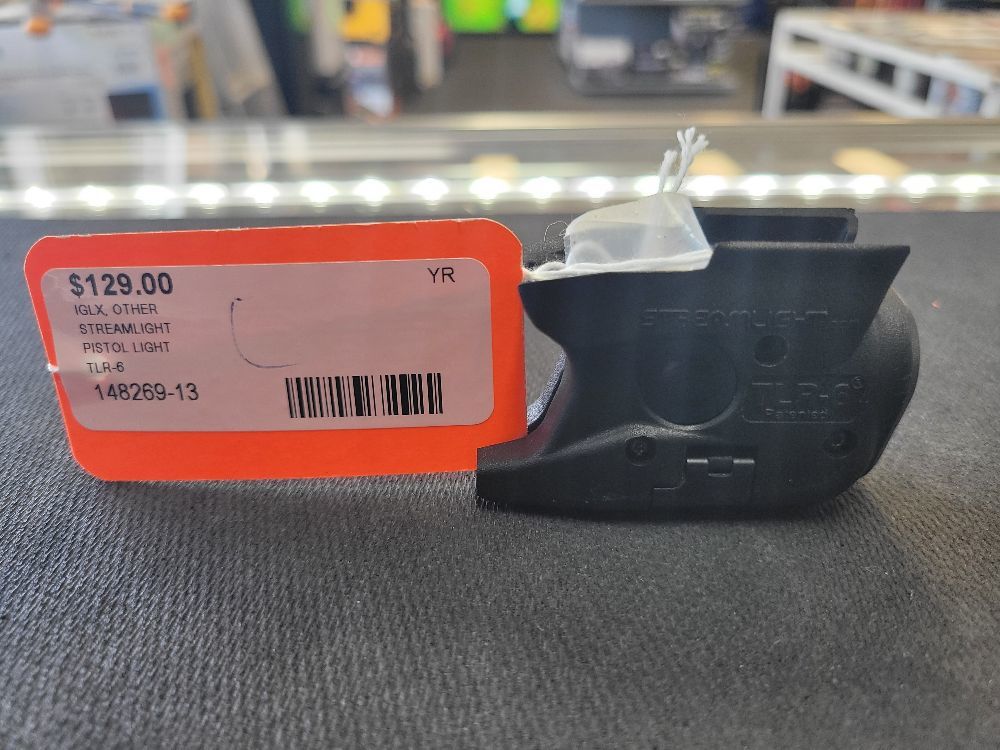 $129.00
YR
IGLX, OTHER
STREAMLIGHT
PISTOL LIGHT
TLR-6
148269-13
STREAMLIGHT
TLR-6
Patented